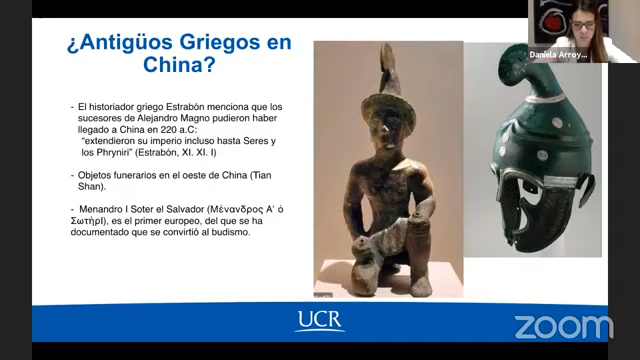 ¿Antigüos Griegos en
China?
- El historiador griego Estrabón menciona que los
sucesores de Alejandro Magno pudieron haber
llegado a China en 220 a.C:
“extendieron su imperio incluso hasta Seres y
los Phryniri” (Estrabón, XI. XI. I)
- Objetos funerarios en el oeste de China (Tian
Shan).
- Menandro I Soter el Salvador (Μένανδρος Α΄ ὁ
Σωτήρ), es el primer europeo, del que se ha
documentado que se convirtió al budismo.
UCR
Daniela Arroy...
zoom